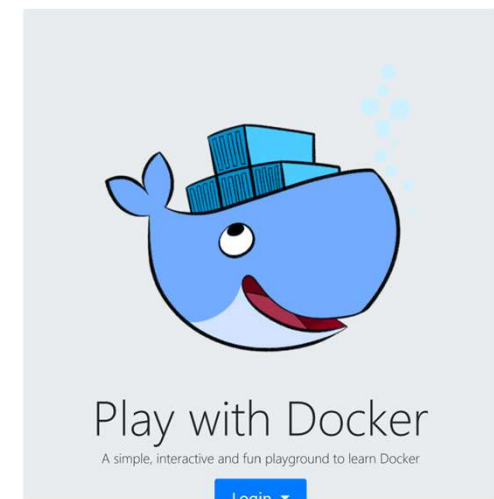 Play with Docker
A simple, interactive and fun playground to learn Docker
Login